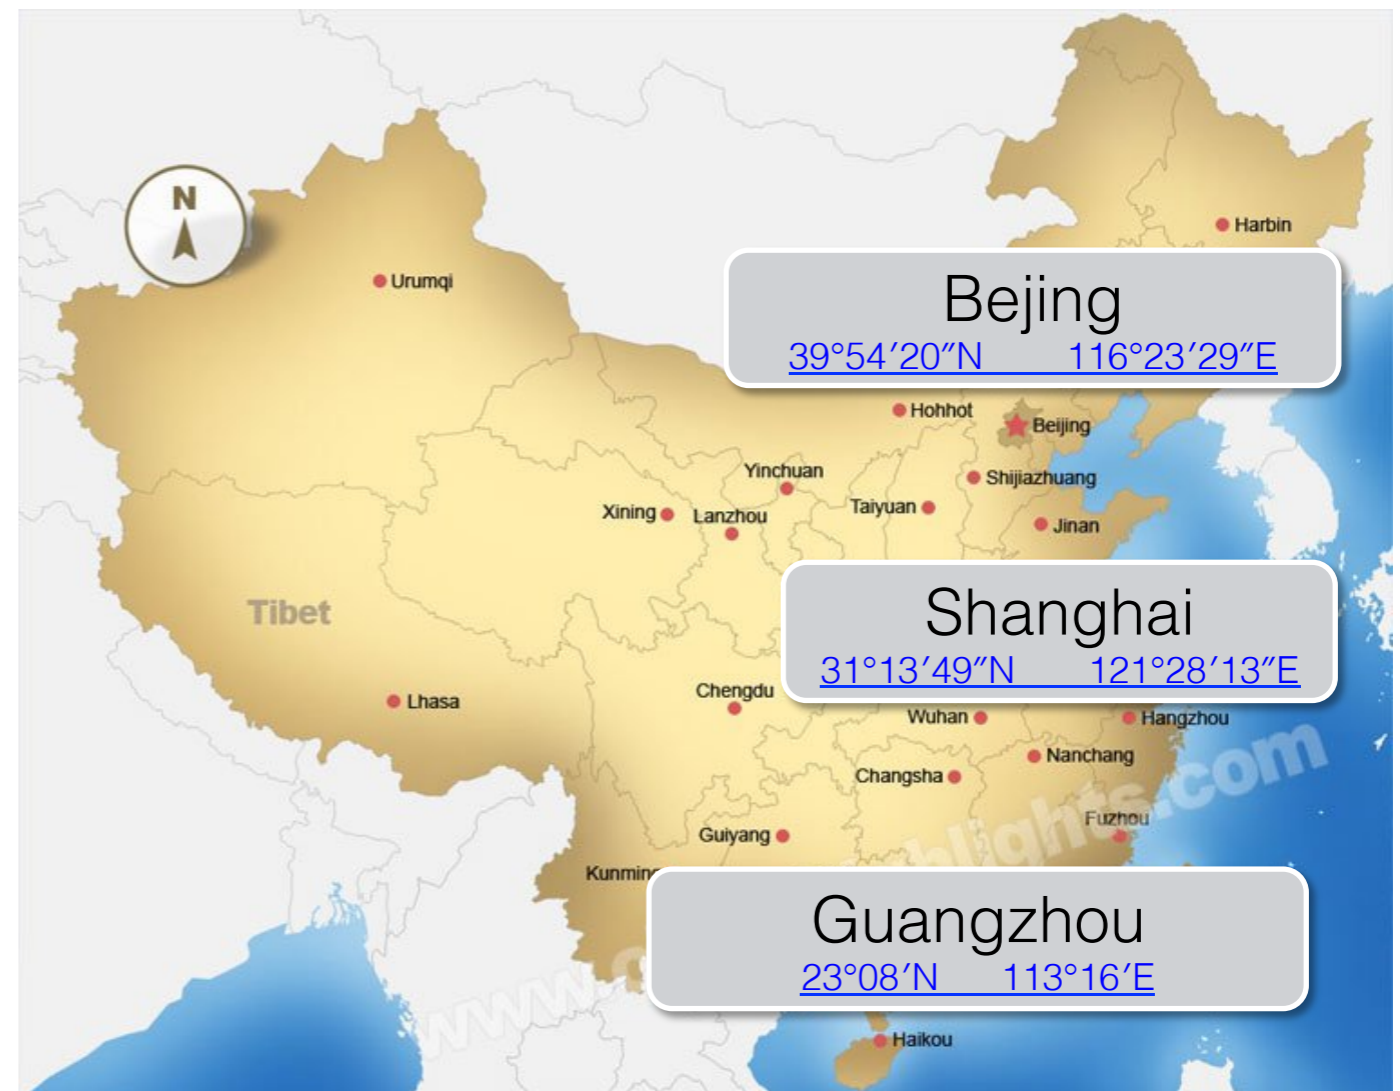 N
Harbin
Urumqi
Bejing
39°54′20″N 116°23′29″E
Hohhot
Beijing
Yinchuan
Shijiazhuang
Xining
Lanzhou
Taiyuan
Jinan
Shanghai
31°13′49″N 121°28′13″E
Tibet
Chengdu
Lhasa
Wuhan
Hangzhou
Nanchang
Changsha
Fuzhou
Guiyang
Guangzhou
23°08′N 113°16′E
Haikou